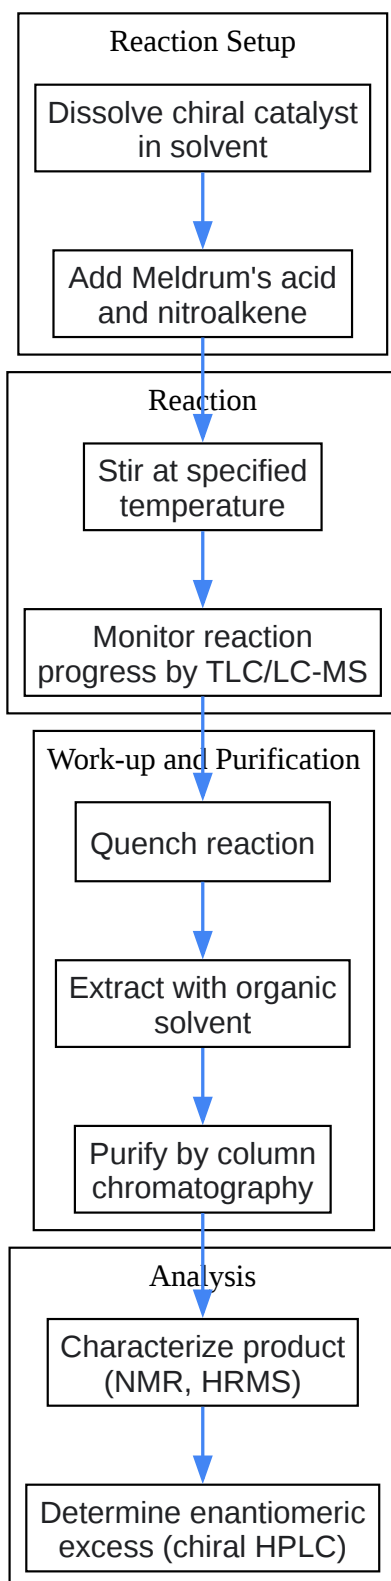 Reaction Setup
Dissolve chiral catalyst
in solvent
Add Meldrum's acid
and nitroalkene
Reaction
Stir at specified
temperature
Monitor reaction
progress by TLC/LC-MS
Work-up and Purification
Quench reaction
Extract with organic
solvent
Purify by column
chromatography
Analysis
Characterize product
(NMR, HRMS)
Determine enantiomeric
excess (chiral HPLC)